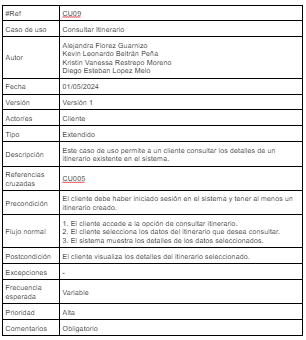 #Ref CU09
Caso de uso Consultar Itinerario
Autor
Alejandra Florez Guarnizo
Kevin Leonardo Beltrán Peña
Kristin Vanessa Restrepo Moreno
Diego Esteban Lopez Melo
Fecha 01/05/2024
Versión Versión 1
Actor/es Cliente
Tipo Extendido
Descripción
Este caso de uso permite a un cliente consultar los detalles de un
itinerario existente en el sistema.
Referencias
cruzadas
CU005
Precondición
El cliente debe haber iniciado sesión en el sistema y tener al menos un
itinerario creado.
Flujo normal
1. El cliente accede a la opción de consultar itinerario.
2. El cliente selecciona los datos del itinerario que desea consultar.
3. El sistema muestra los detalles de los datos seleccionados.
Postcondición El cliente visualiza los detalles del itinerario seleccionado.
Excepciones -
Frecuencia
esperada
Variable
Prioridad Alta
Comentarios Obligatorio